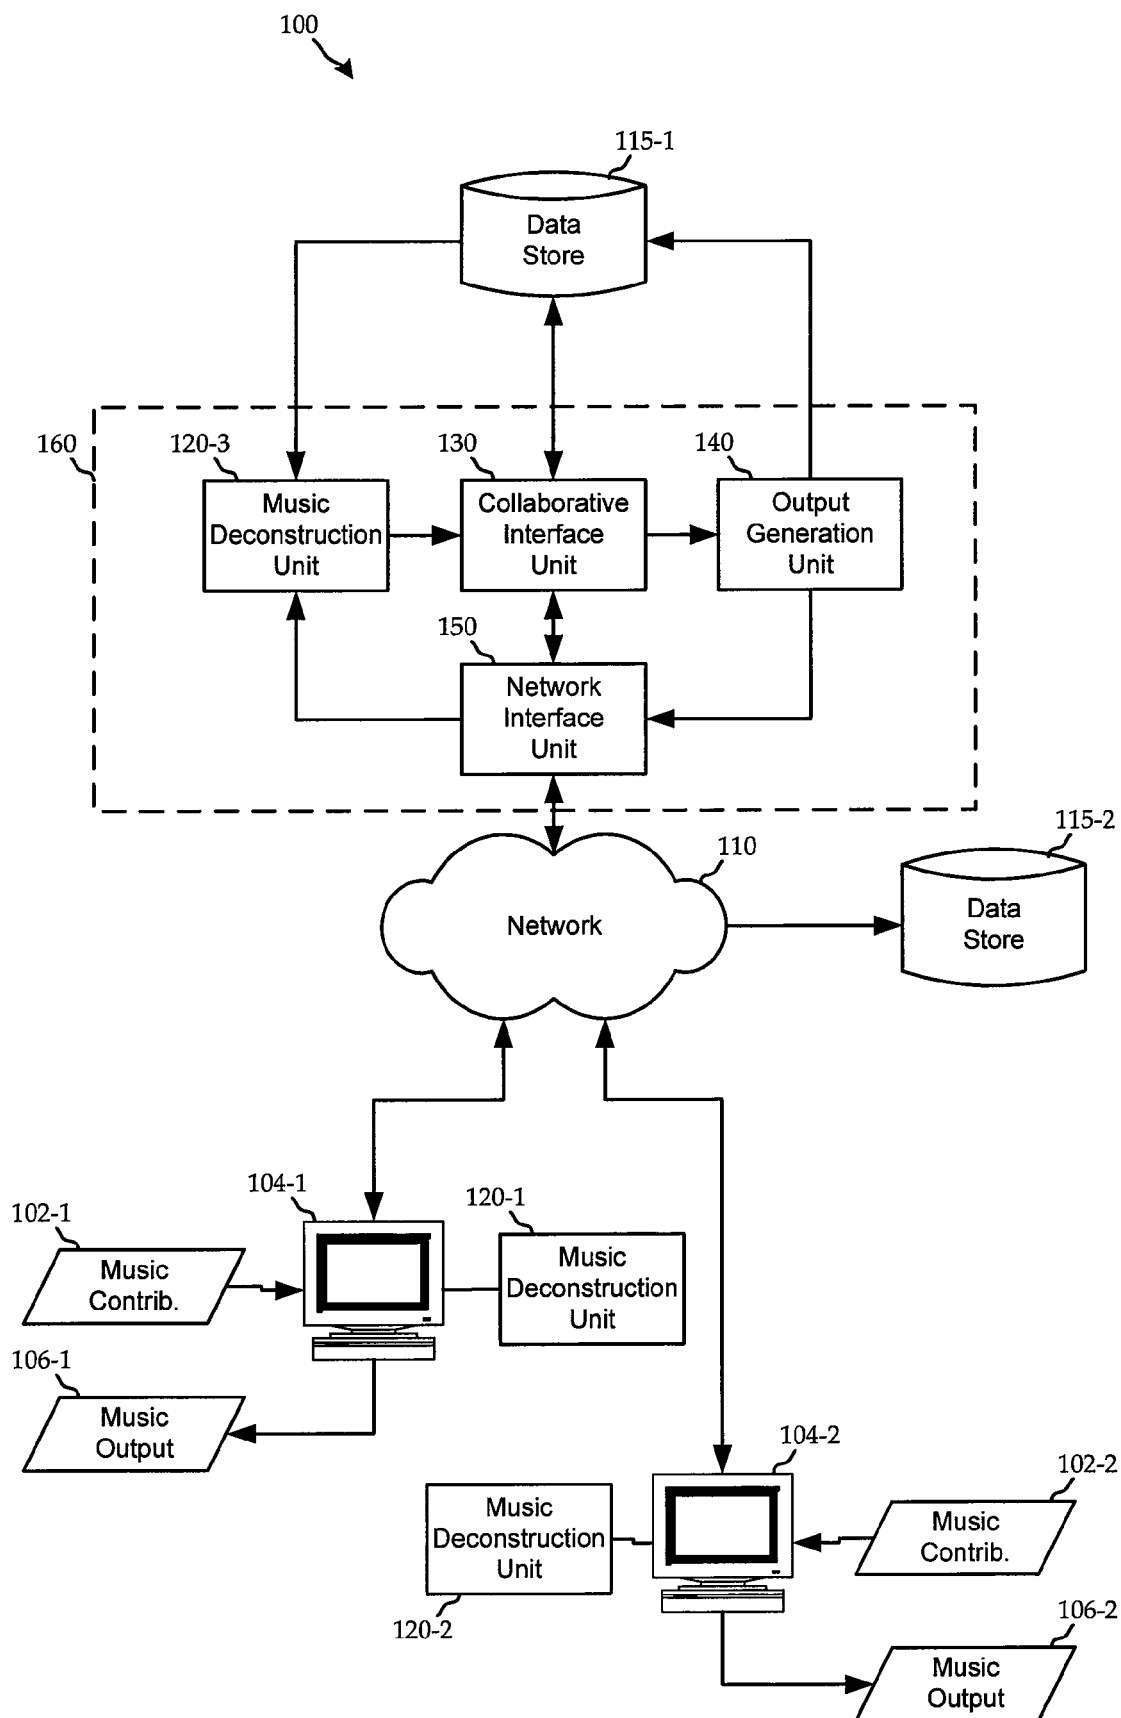 100
115-1
Data
Store
160
120-3
130
140
Music
Deconstruction
Unit
Collaborative
Interface
Unit
Output
Generation
Unit
150
Network
Interface
Unit
110
115-2
Network
Data
Store
104-1
120-1
102-1
Music
Contrib.
Music
Deconstruction
Unit
106-1
Music
Output
104-2
102-2
Music
Deconstruction
Unit
Music
Contrib.
120-2
106-2
Music
Output